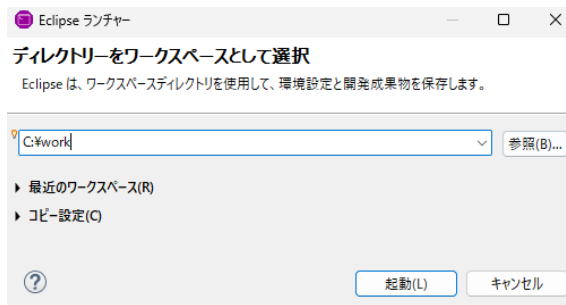 Eclipse ランチャー
ディレクトリーをワークスペースとして選択
Eclipse は、ワークスペースディレクトリを使用して、環境設定と開発成果物を保存します。
C:¥work
参照(B)...
最近のワークスペース(R)
コピー設定(C)
?
起動(L)
キャンセル